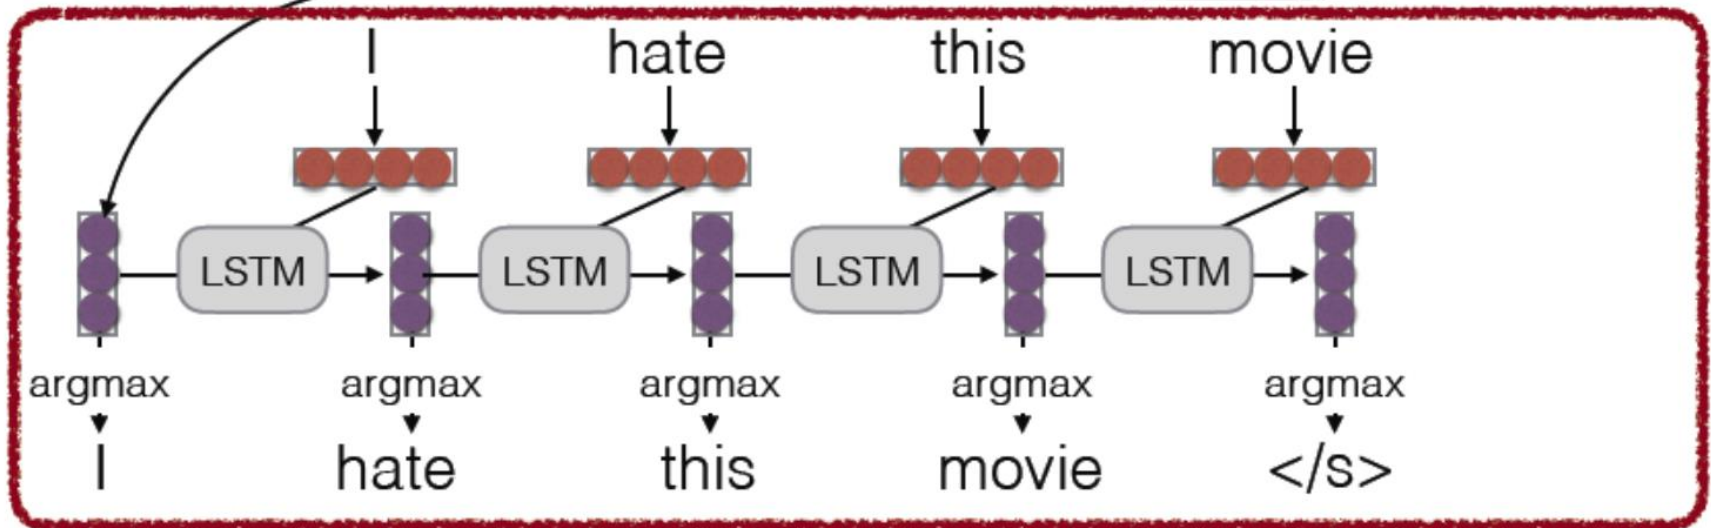 I hate this movie
LSTM LSTM LSTM LSTM
argmax argmax argmax argmax argmax
I hate this movie </s>